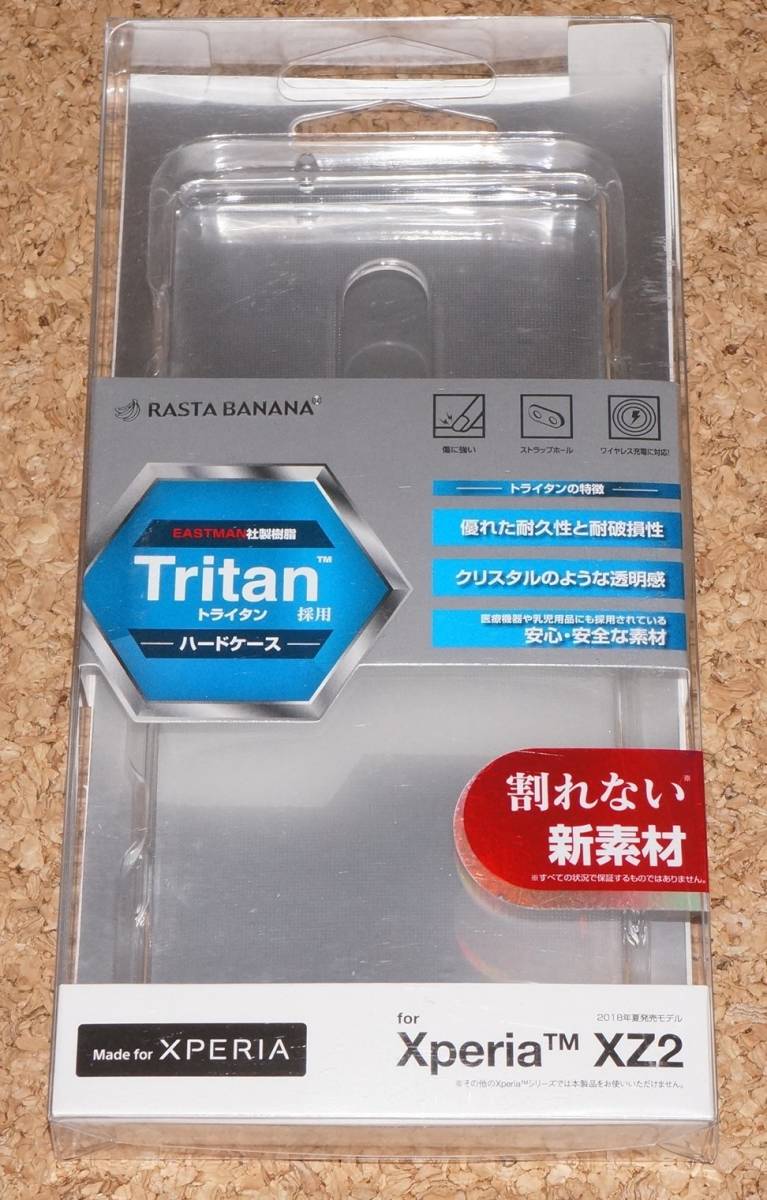 RASTA BANANA
傷に強い
ストラップホール
ワイヤレス充電に対応!
EASTMAN社製樹脂
Tritan™
トライタン 採用
ハードケース
トライタンの特徴
優れた耐久性と耐破損性
クリスタルのような透明感
医療機器や乳児用品にも採用されている
安心・安全な素材
割れない※
新素材
※すべての状況で保証するものではありません。
Made for XPERIA
for
2018年夏発売モデル
Xperia™ XZ2
※その他のXperia™シリーズでは本製品をお使いいただけません。